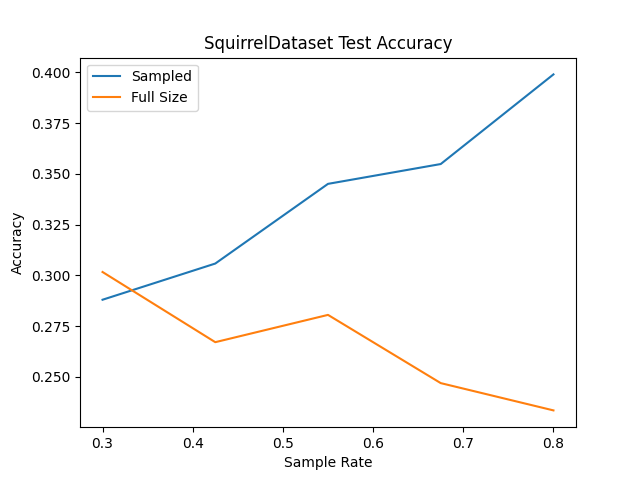 SquirrelDataset Test Accuracy
Sampled
Full Size
Accuracy
0.400
0.375
0.350
0.325
0.300
0.275
0.250
0.3 0.4 0.5 0.6 0.7 0.8
Sample Rate